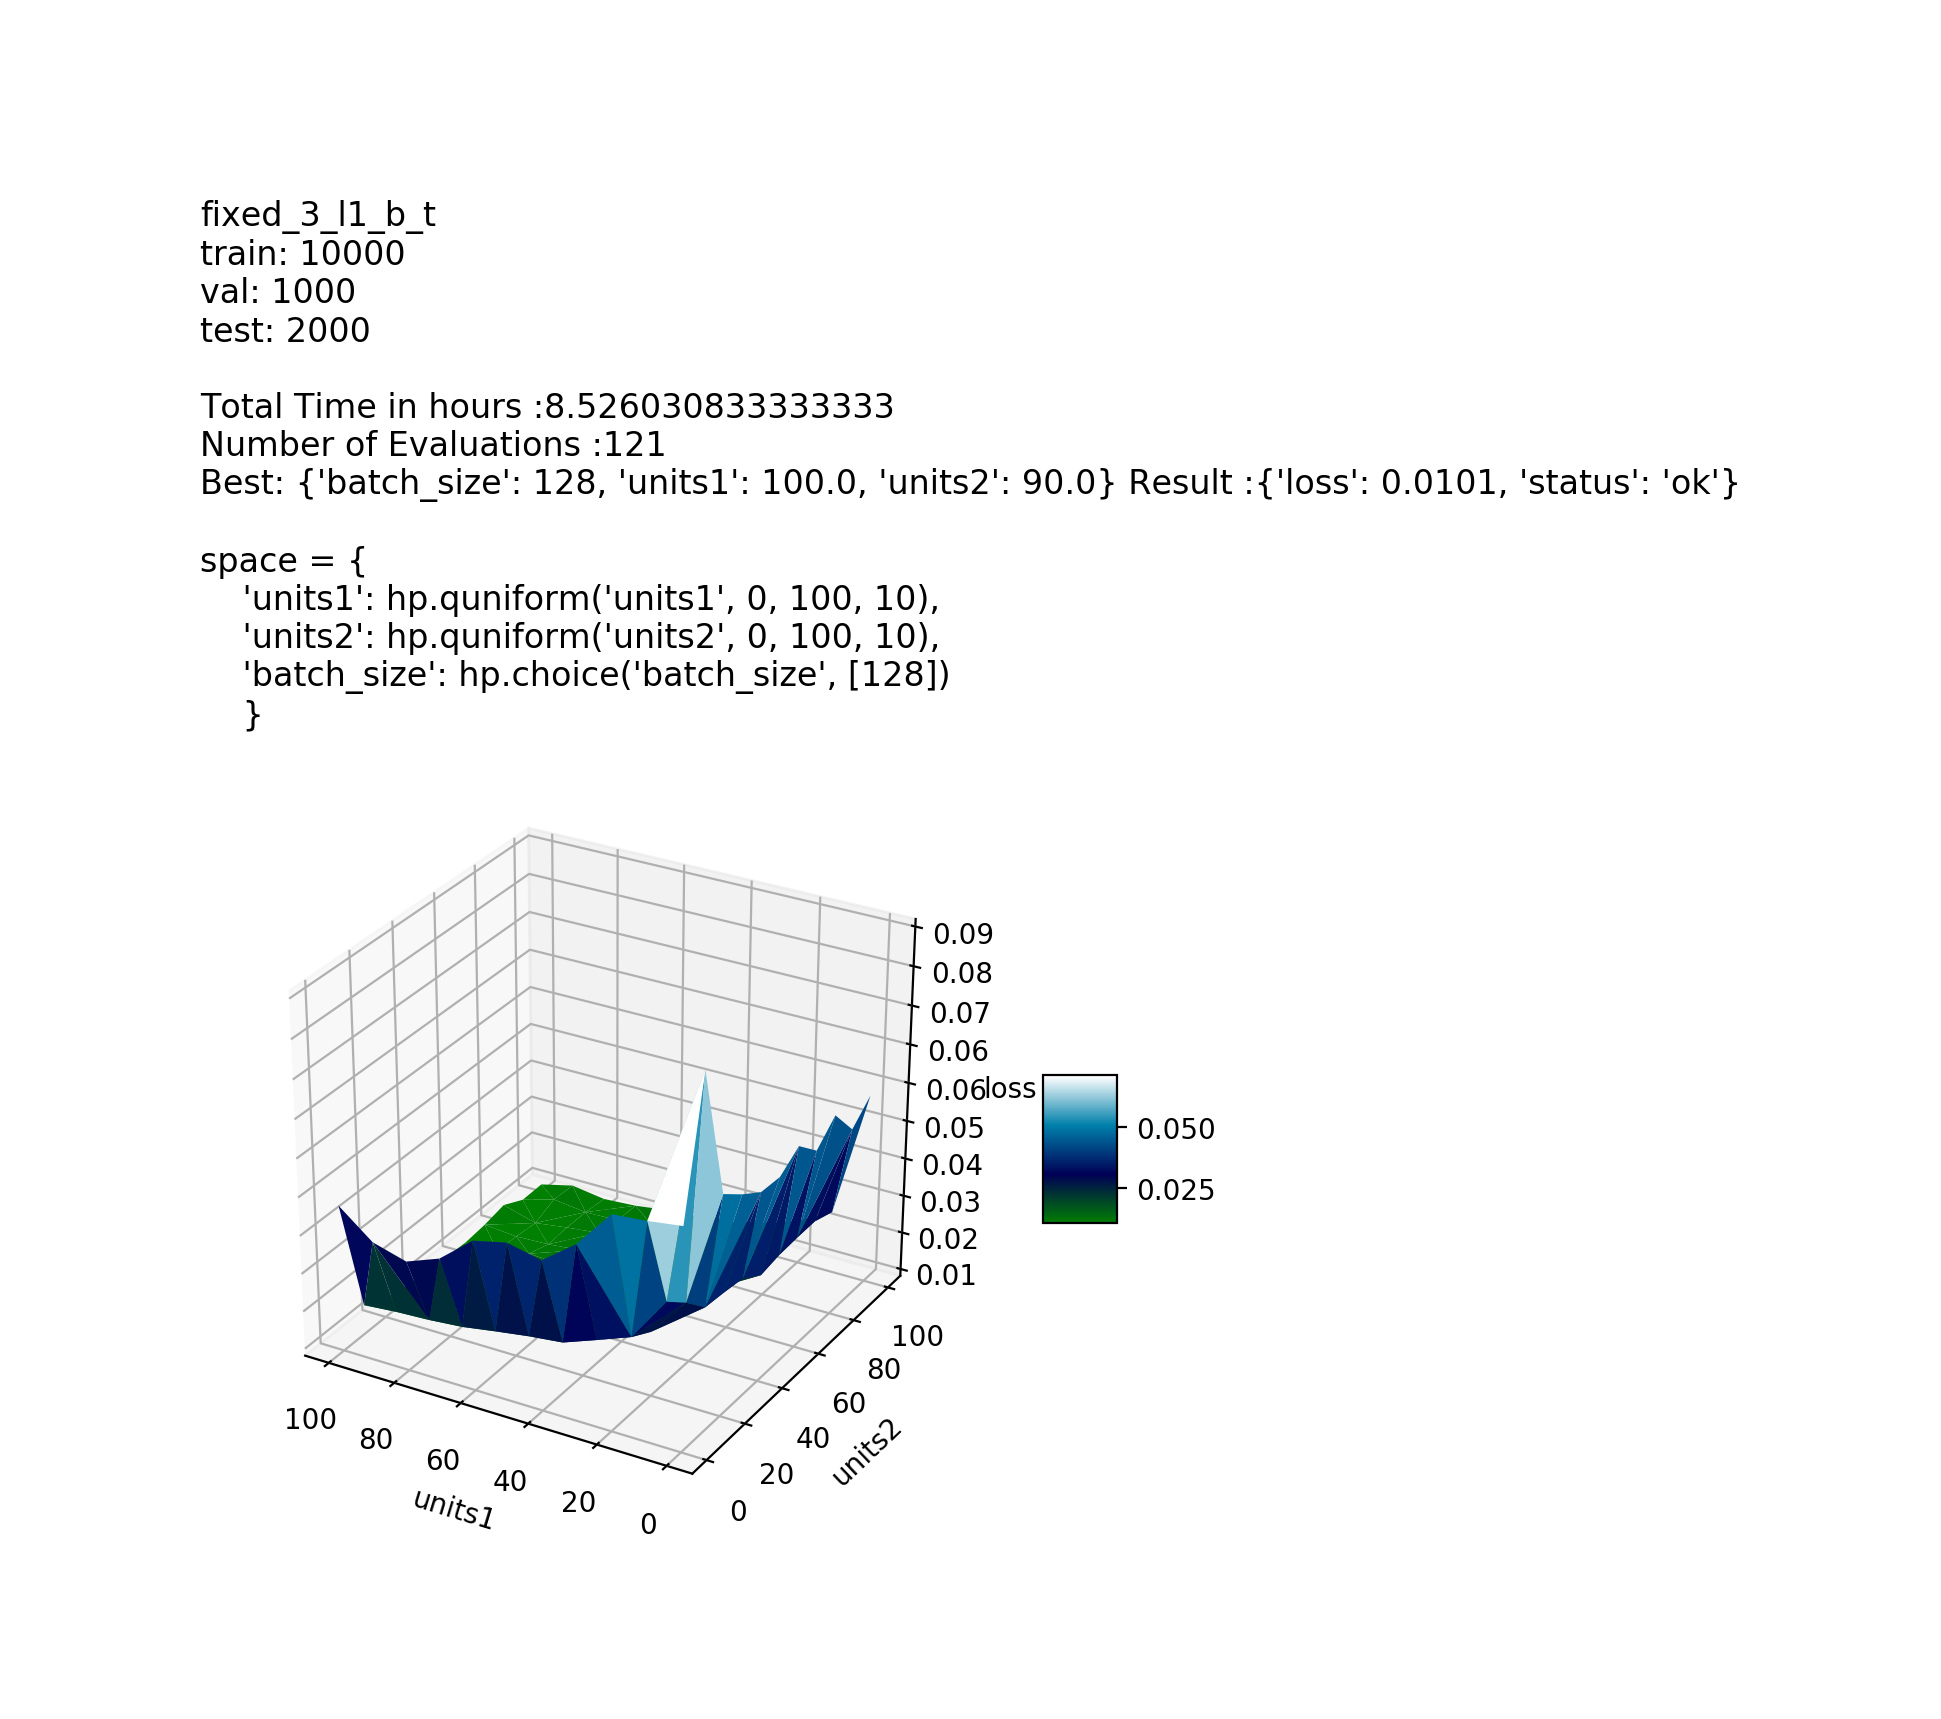 fixed_3_l1_b_t
train: 10000
val: 1000
test: 2000
Total Time in hours :8.526030833333333
Number of Evaluations :121
Best: {'batch_size': 128, 'units1': 100.0, 'units2': 90.0} Result :{'loss': 0.0101, 'status': 'ok'}
space = {
'units1': hp.quniform('units1', 0, 100, 10),
'units2': hp.quniform('units2', 0, 100, 10),
'batch_size': hp.choice('batch_size', [128])
}
0.09
0.08
0.07
0.06
0.06
loss
0.05
0.04
0.03
0.02
0.01
0.050
0.025
100
80
60
40
20
0
units1
100
80
60
40
20
0
units2